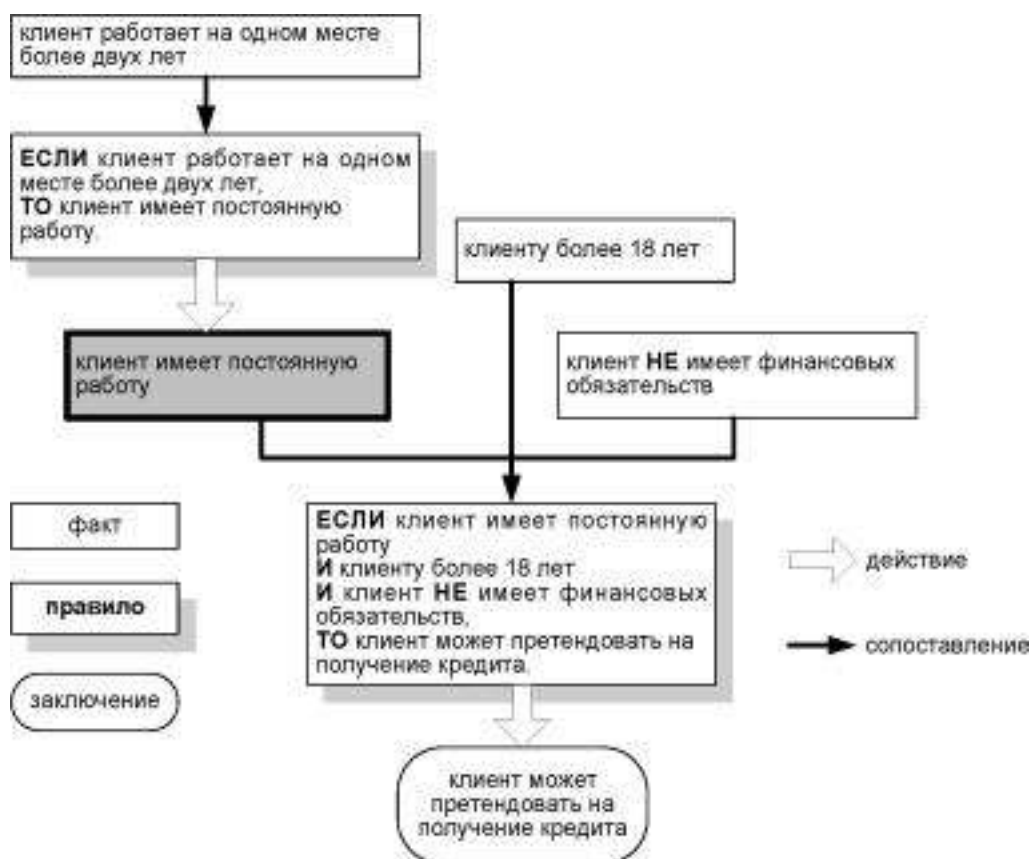 клиент работает на одном месте
более двух лет
ЕСЛИ клиент работает на одном
месте более двух лет,
ТО клиент имеет постоянную
работу.
клиенту более 18 лет
клиент имеет постоянную
работу
клиент НЕ имеет финансовых
обязательств
ЕСЛИ клиент имеет постоянную
работу
И клиенту более 18 лет
И клиент НЕ имеет финансовых
обязательств,
ТО клиент может претендовать на
получение кредита.
факт
правило
заключение
действие
сопоставление
клиент может
претендовать на
получение кредита